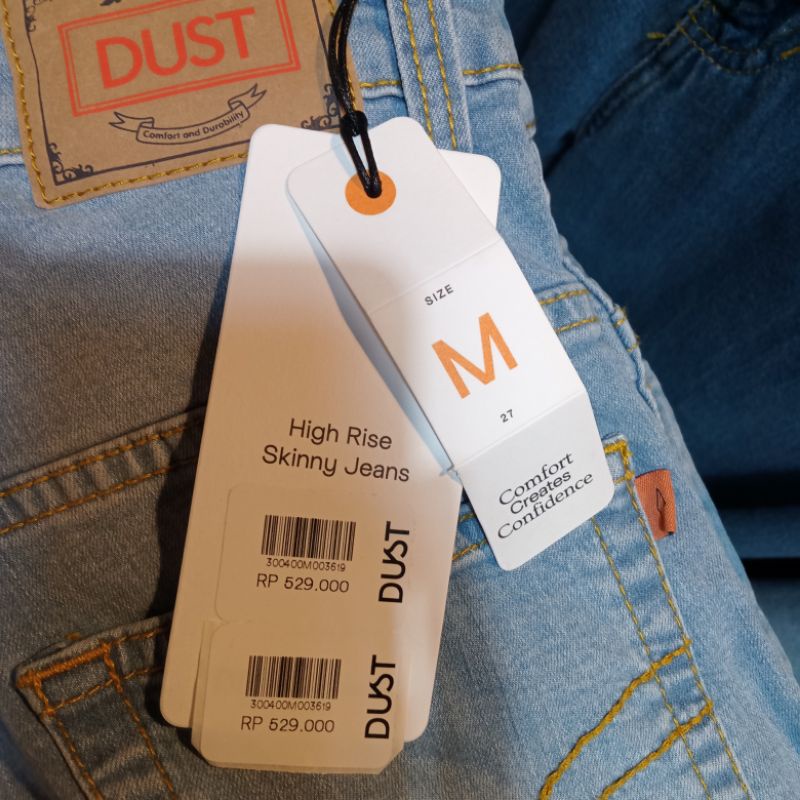 DUST
Comfort and Durability
SIZE
M
27
Comfort
Creates
Confidence
High Rise
Skinny Jeans
300400M003619
RP 529.000
DUST
300400M003619
RP 529.000
DUST